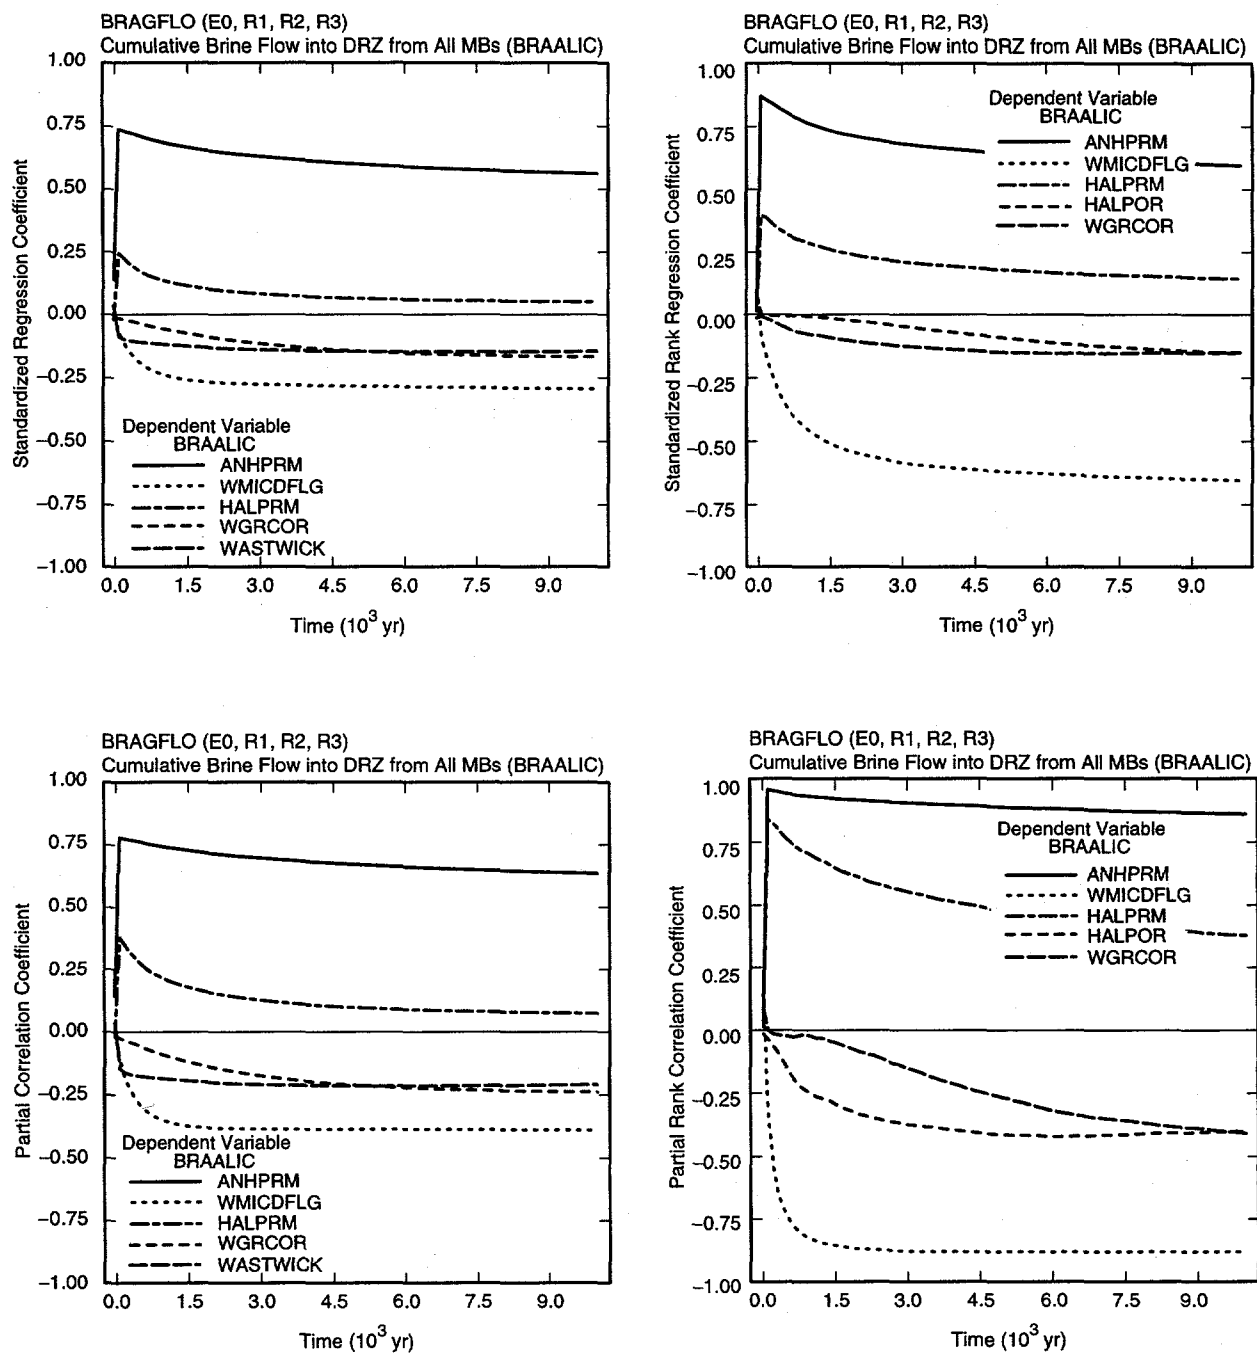 BRAGFLO (E0, R1, R2, R3)
Cumulative Brine Flow into DRZ from All MBs (BRAALIC)
1.00
0.75
0.50
0.25
0.00
−0.25
−0.50
−0.75
−1.00
Standardized Regression Coefficient
Dependent Variable
BRAALIC
ANHPRM
WMICDFLG
HALPRM
WGRCOR
WASTWICK
0.0 1.5 3.0 4.5 6.0 7.5 9.0
Time (10³ yr)
BRAGFLO (E0, R1, R2, R3)
Cumulative Brine Flow into DRZ from All MBs (BRAALIC)
1.00
0.75
0.50
0.25
0.00
−0.25
−0.50
−0.75
−1.00
Standardized Rank Regression Coefficient
Dependent Variable
BRAALIC
ANHPRM
WMICDFLG
HALPRM
HALPOR
WGRCOR
0.0 1.5 3.0 4.5 6.0 7.5 9.0
Time (10³ yr)
BRAGFLO (E0, R1, R2, R3)
Cumulative Brine Flow into DRZ from All MBs (BRAALIC)
1.00
0.75
0.50
0.25
0.00
−0.25
−0.50
−0.75
−1.00
Partial Correlation Coefficient
Dependent Variable
BRAALIC
ANHPRM
WMICDFLG
HALPRM
WGRCOR
WASTWICK
0.0 1.5 3.0 4.5 6.0 7.5 9.0
Time (10³ yr)
BRAGFLO (E0, R1, R2, R3)
Cumulative Brine Flow into DRZ from All MBs (BRAALIC)
1.00
0.75
0.50
0.25
0.00
−0.25
−0.50
−0.75
−1.00
Partial Rank Correlation Coefficient
Dependent Variable
BRAALIC
ANHPRM
WMICDFLG
HALPRM
HALPOR
WGRCOR
0.0 1.5 3.0 4.5 6.0 7.5 9.0
Time (10³ yr)